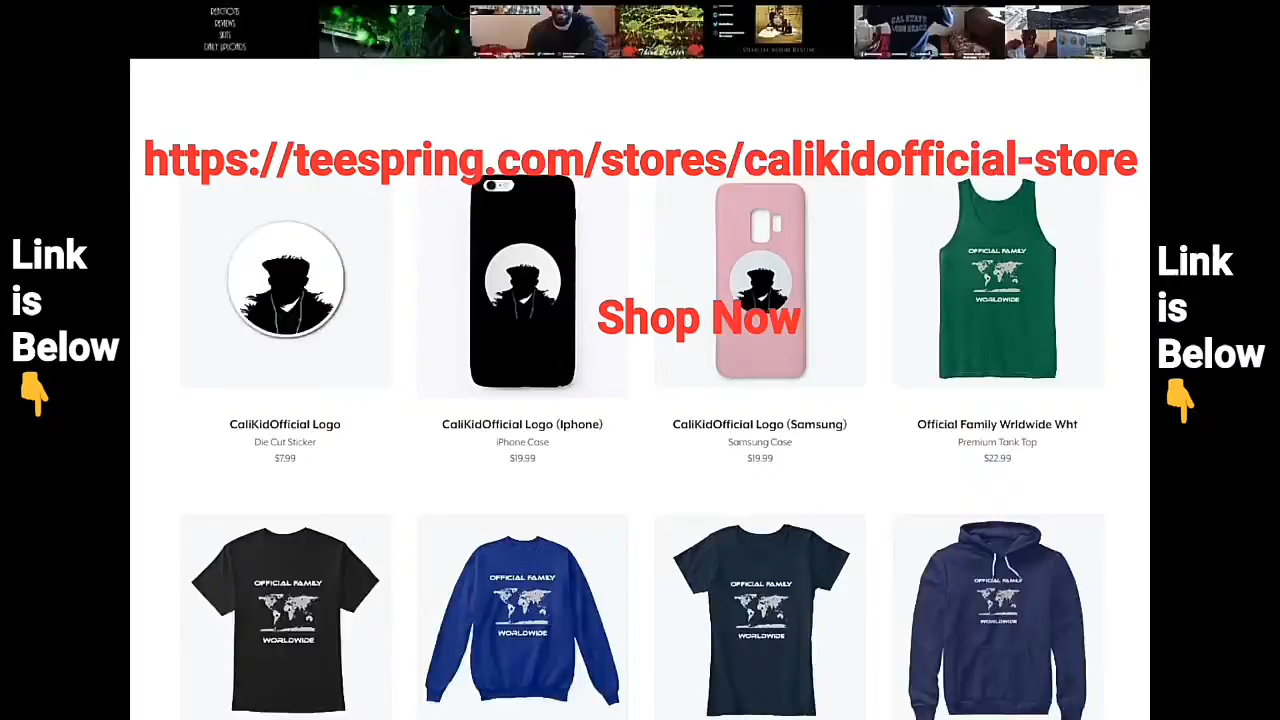 REACTIONS
REVIEWS
SKITS
DAILY UPLOADS
https://teespring.com/stores/calikidofficial-store
Link
is
Below
Shop Now
Link
is
Below
OFFICIAL FAMILY
WORLDWIDE
CaliKidOfficial Logo
Die Cut Sticker
$7.99
CaliKidOfficial Logo (Iphone)
iPhone Case
$19.99
CaliKidOfficial Logo (Samsung)
Samsung Case
$19.99
Official Family Wrldwide Wht
Premium Tank Top
$22.99
OFFICIAL FAMILY
WORLDWIDE
OFFICIAL FAMILY
WORLDWIDE
OFFICIAL FAMILY
WORLDWIDE
OFFICIAL FAMILY
WORLDWIDE